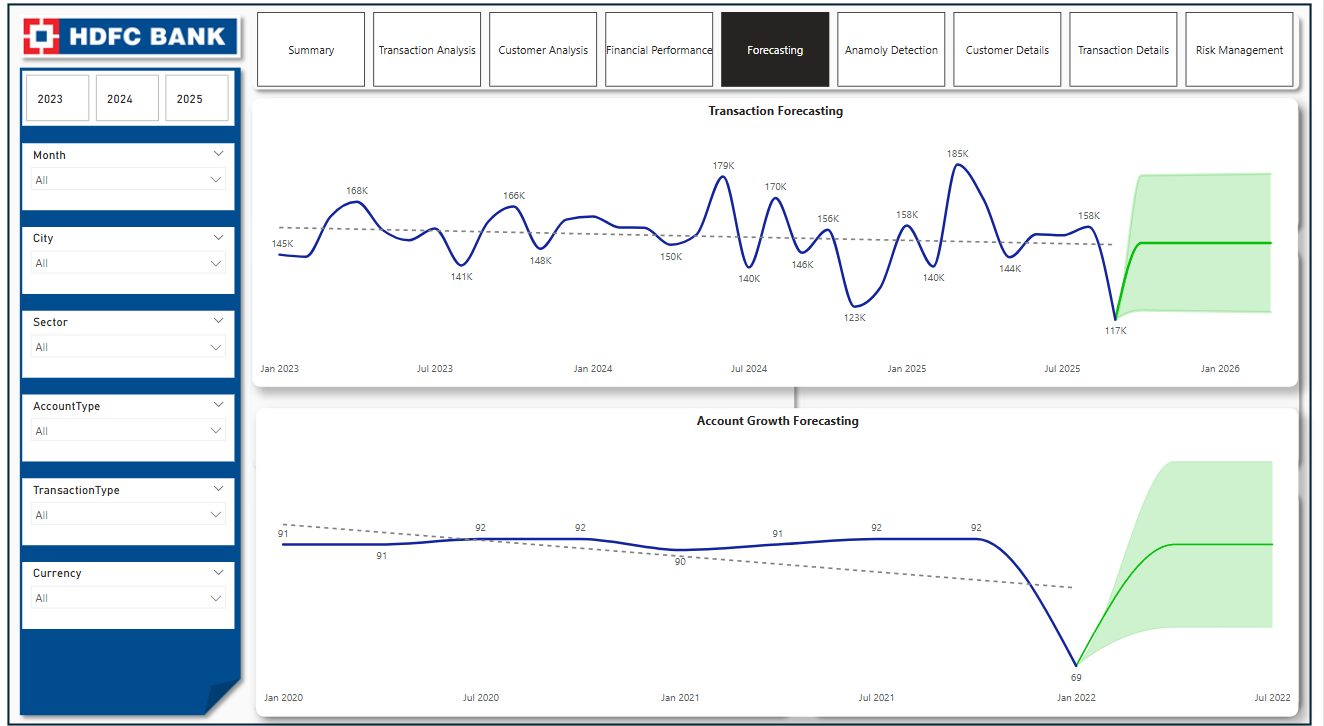 HDFC BANK
Summary
Transaction Analysis
Customer Analysis
Financial Performance
Forecasting
Anamoly Detection
Customer Details
Transaction Details
Risk Management
2023
2024
2025
Month
All
City
All
Sector
All
AccountType
All
TransactionType
All
Currency
All
Transaction Forecasting
145K
168K
141K
166K
148K
150K
179K
140K
170K
146K
156K
123K
158K
140K
185K
144K
158K
117K
Jan 2023
Jul 2023
Jan 2024
Jul 2024
Jan 2025
Jul 2025
Jan 2026
Account Growth Forecasting
91
91
92
92
90
91
92
92
69
Jan 2020
Jul 2020
Jan 2021
Jul 2021
Jan 2022
Jul 2022